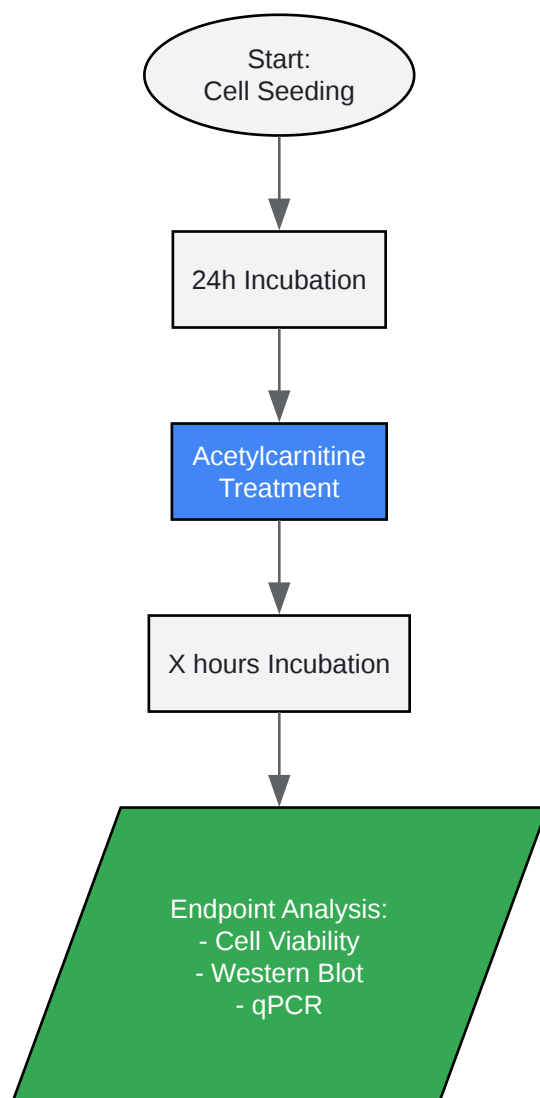 Start:
Cell Seeding
24h Incubation
Acetylcarnitine
Treatment
X hours Incubation
Endpoint Analysis:
- Cell Viability
- Western Blot
- qPCR